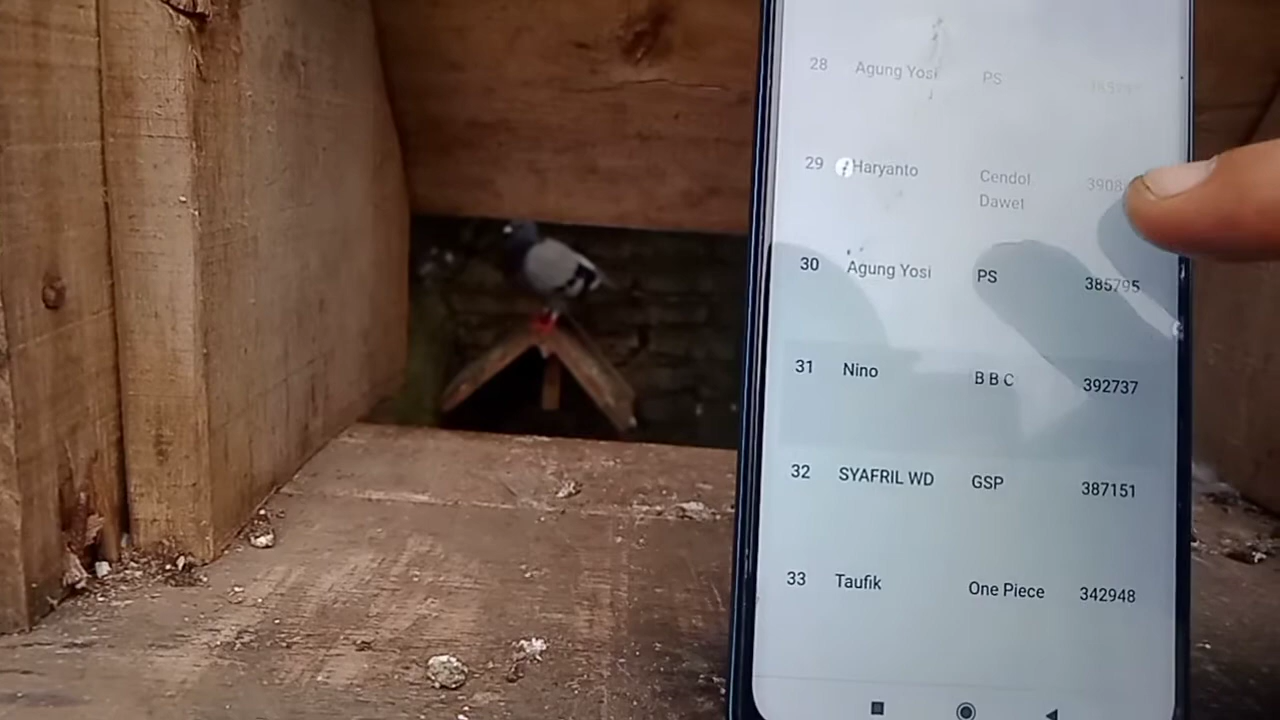 28 Agung Yosi PS
29 Haryanto Cendol
Dawet
30 Agung Yosi PS 385795
31 Nino B B C 392737
32 SYAFRIL WD GSP 387151
33 Taufik One Piece 342948